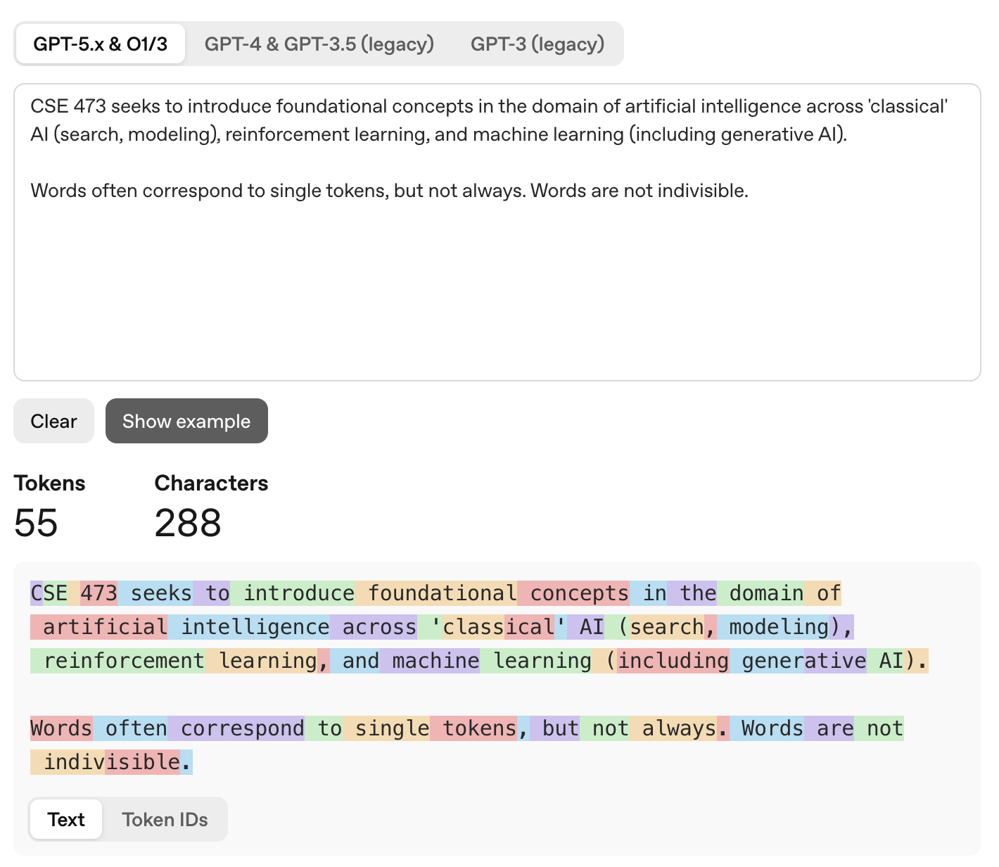 GPT-5.x & O1/3 GPT-4 & GPT-3.5 (legacy) GPT-3 (legacy)
CSE 473 seeks to introduce foundational concepts in the domain of artificial intelligence across 'classical'
AI (search, modeling), reinforcement learning, and machine learning (including generative AI).
Words often correspond to single tokens, but not always. Words are not indivisible.
Clear Show example
Tokens Characters
55 288
CSE 473 seeks to introduce foundational concepts in the domain of
artificial intelligence across 'classical' AI (search, modeling),
reinforcement learning, and machine learning (including generative AI).
Words often correspond to single tokens, but not always. Words are not
indivisible.
Text Token IDs